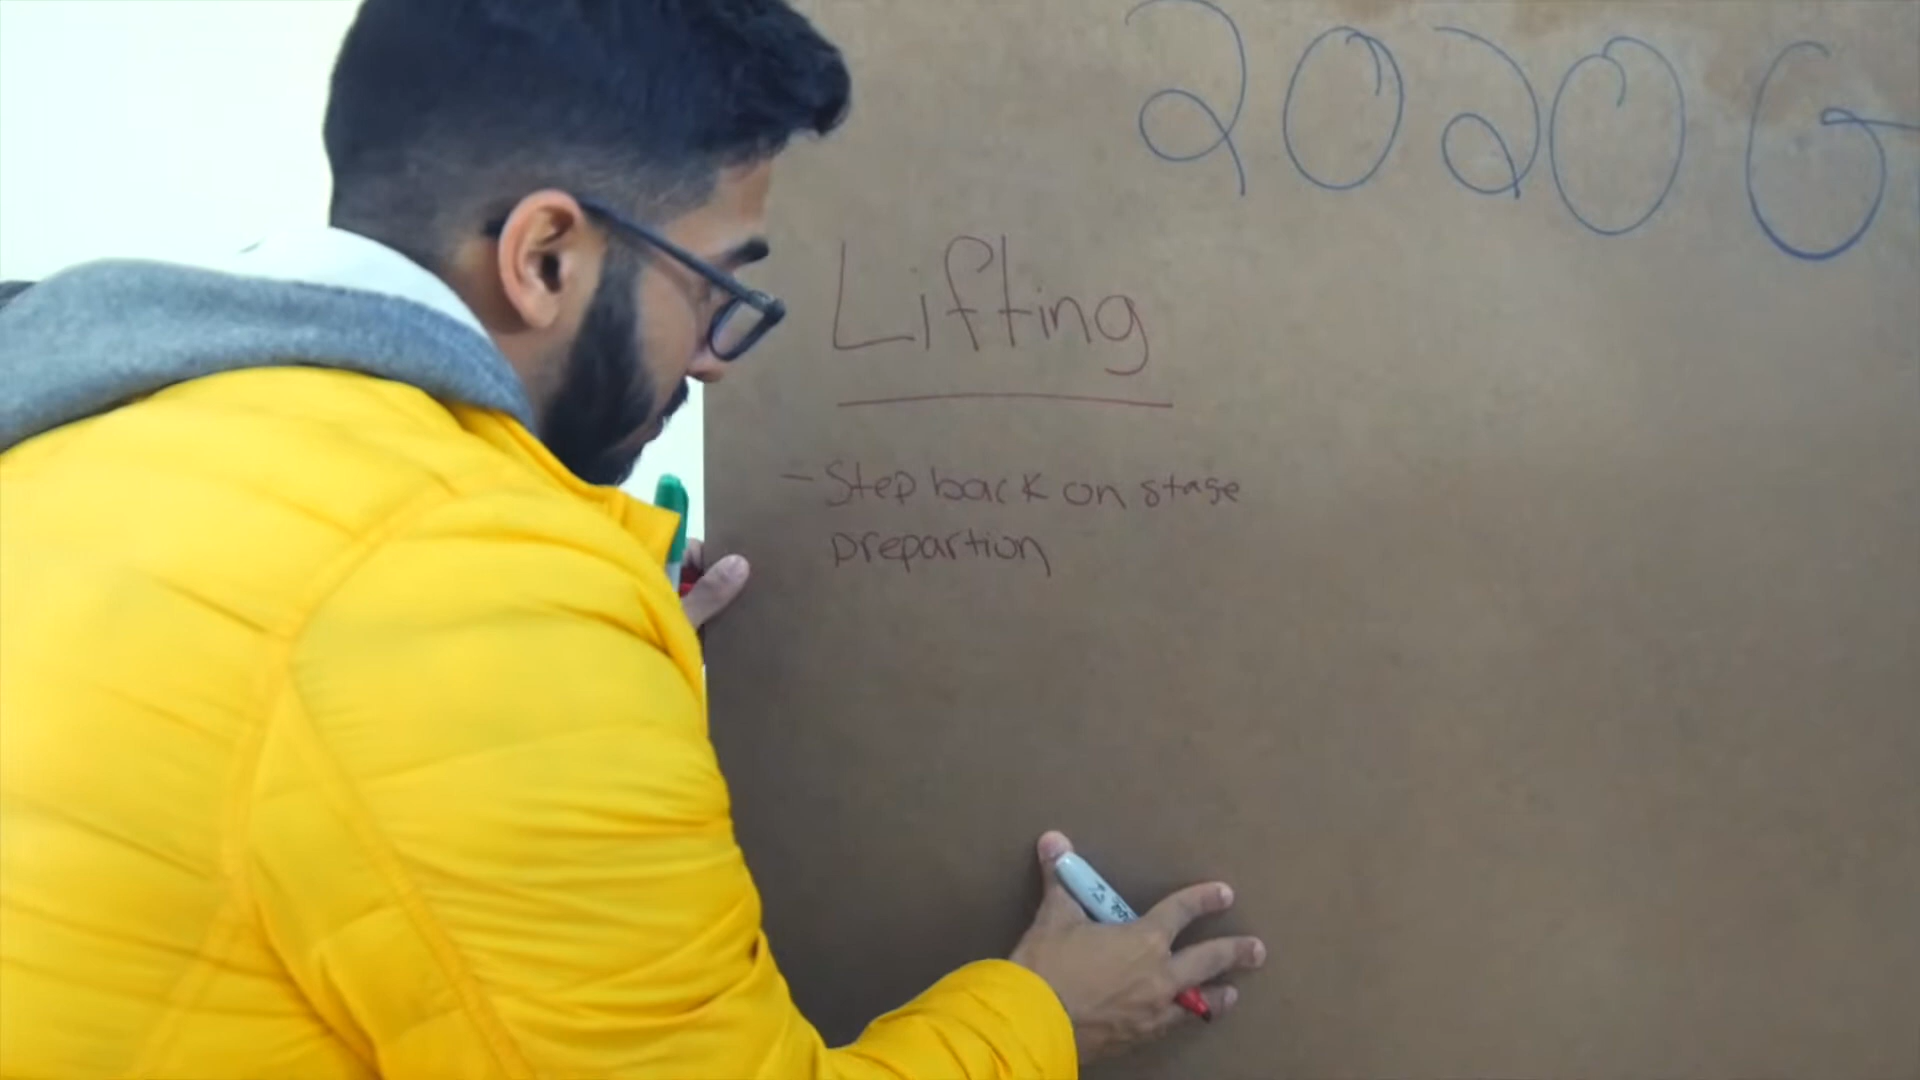 2020 G
Lifting
- Step back on stage
prepartion